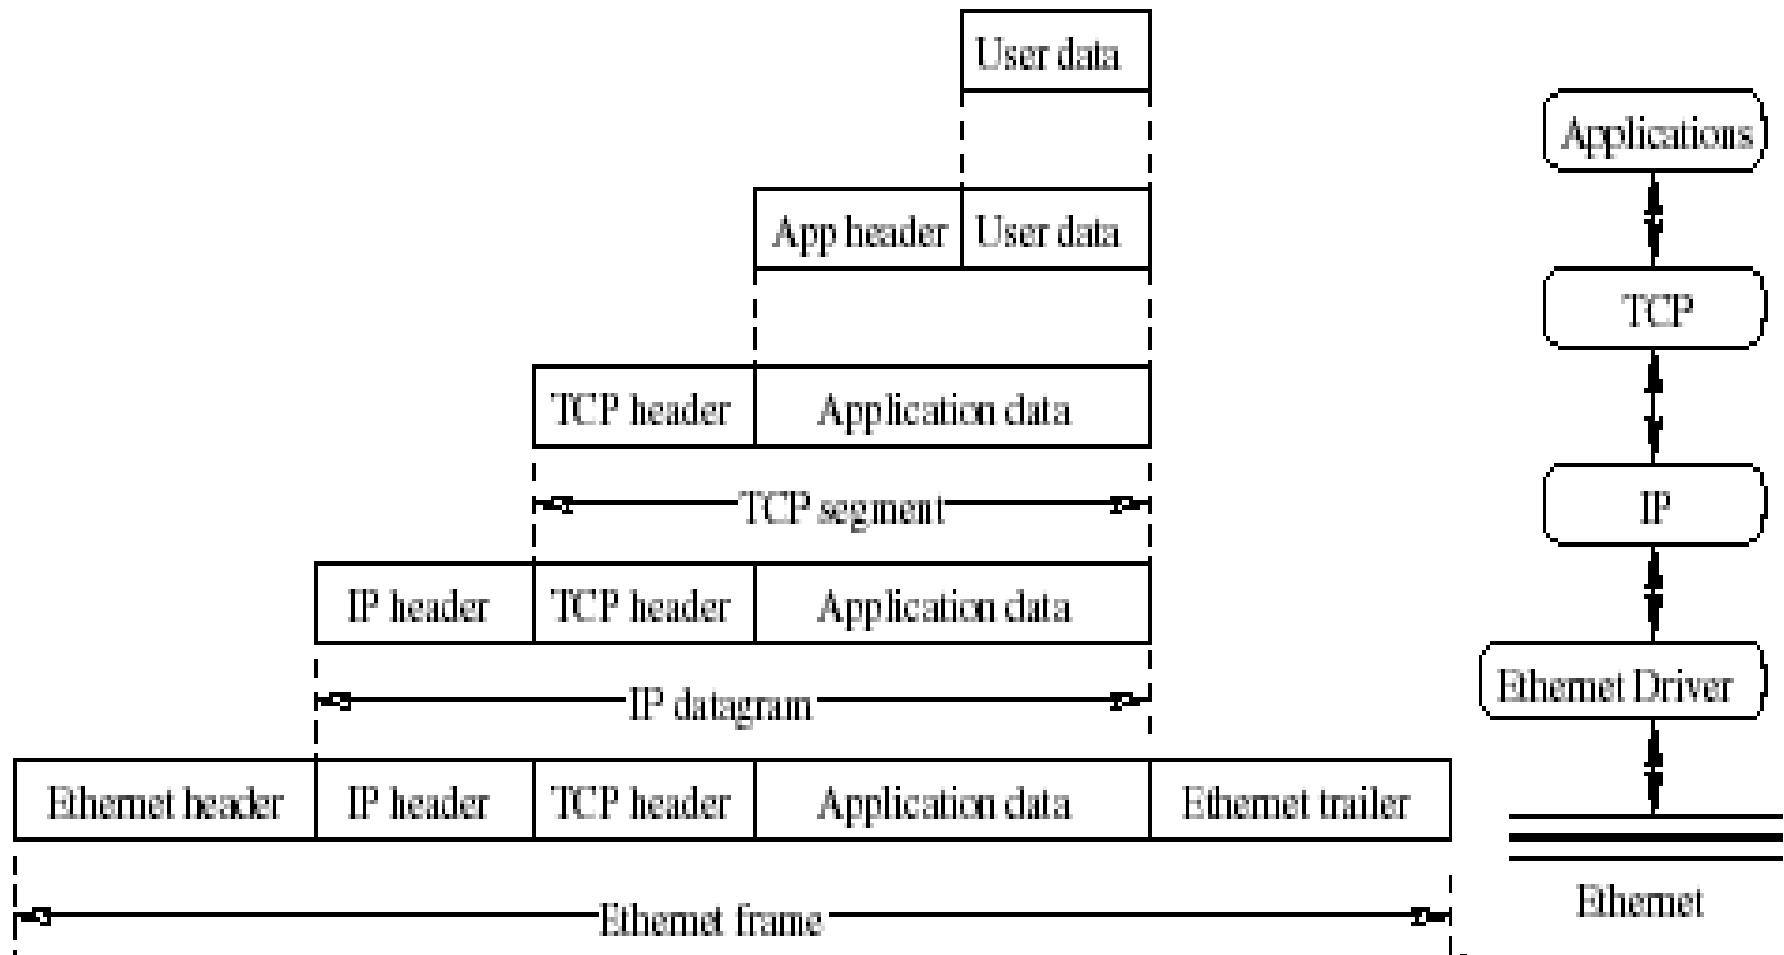 User data
Applications
App header User data
TCP
TCP header Application data
TCP segment
IP
IP header TCP header Application data
IP datagram
Ethernet Driver
Ethernet header IP header TCP header Application data Ethernet trailer
Ethernet
Ethernet frame